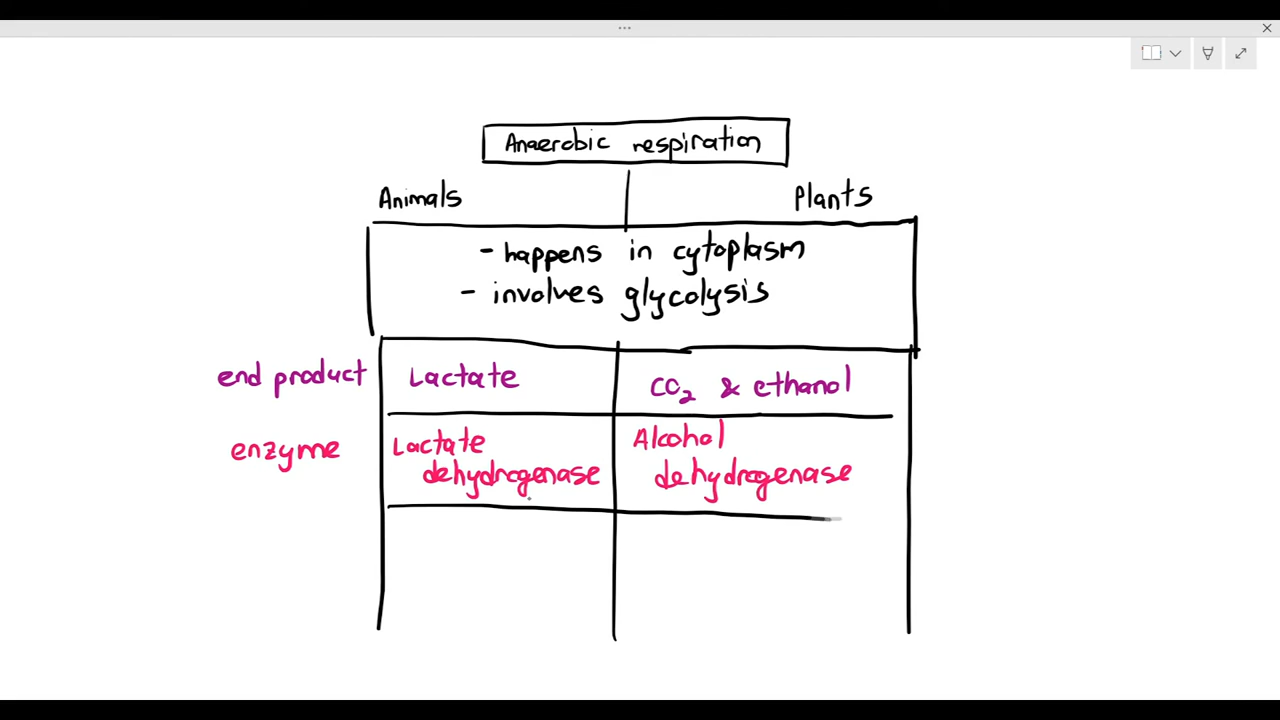 Anaerobic respiration
Animals
Plants
- happens in cytoplasm
- involves glycolysis
end product
Lactate
CO₂ & ethanol
enzyme
Lactate
dehydrogenase
Alcohol
dehydrogenase